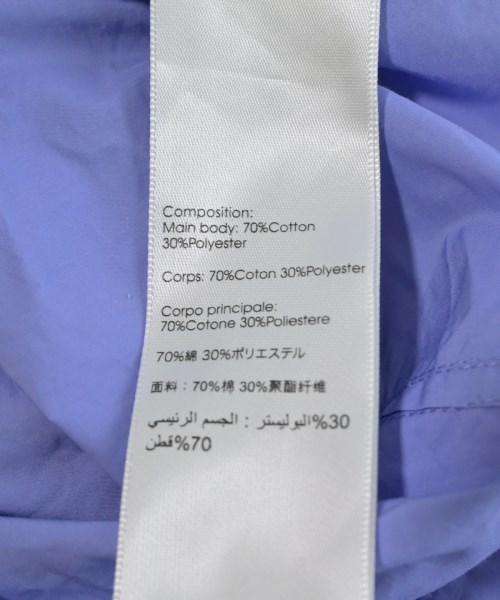 Composition:
Main body: 70%Cotton
30%Polyester
Corps: 70%Coton 30%Polyester
Corpo principale:
70%Cotone 30%Poliestere
70%綿 30%ポリエステル
面料：70%棉 30%聚酯纤维
30%البوليستر : الجسم الرئيسي
70%قطن